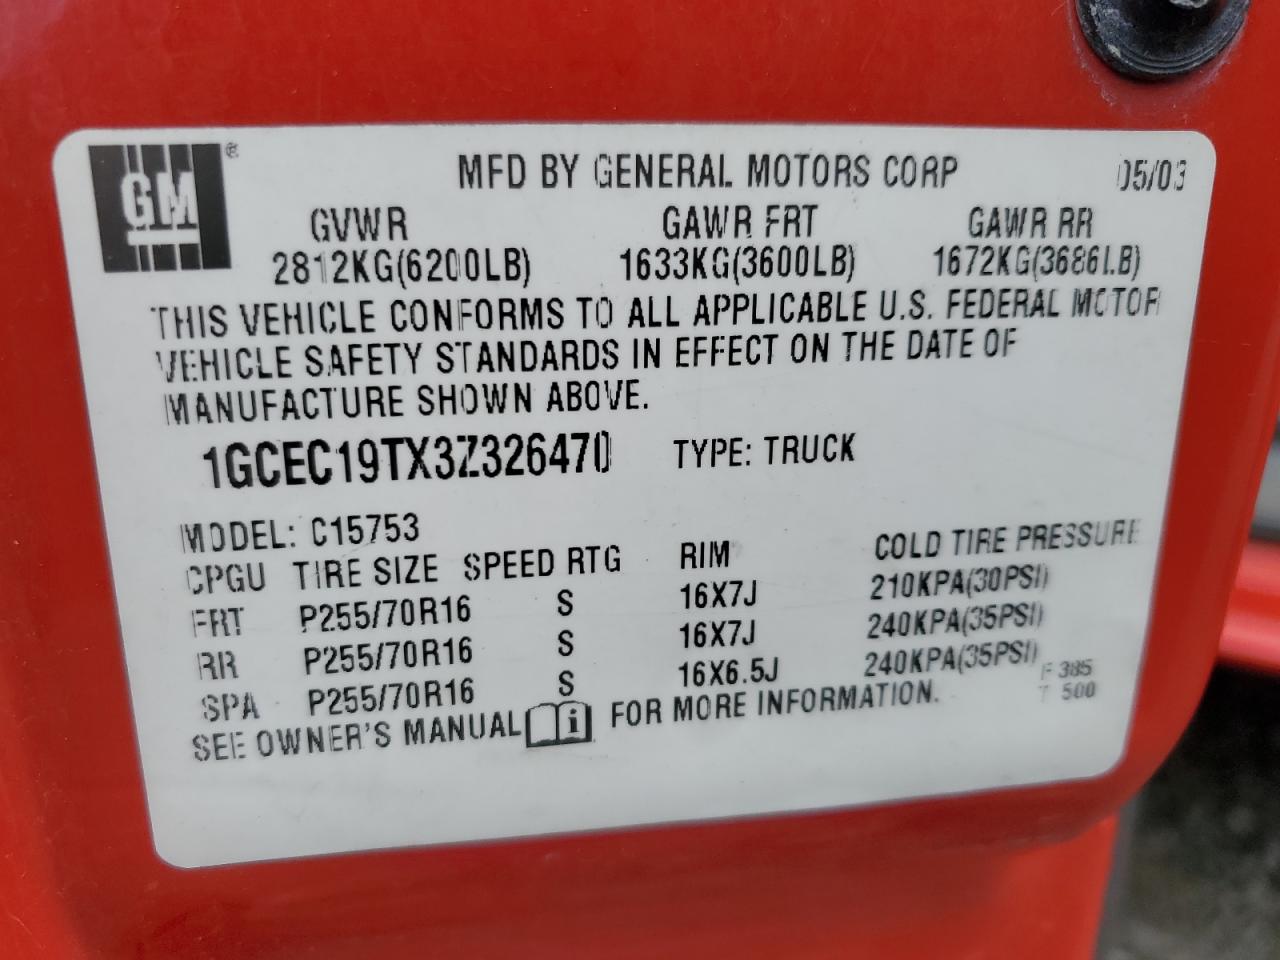 GM®
MFD BY GENERAL MOTORS CORP 05/03
GVWR GAWR FRT GAWR RR
2812KG(6200LB) 1633KG(3600LB) 1672KG(3686LB)
THIS VEHICLE CONFORMS TO ALL APPLICABLE U.S. FEDERAL MOTOR
VEHICLE SAFETY STANDARDS IN EFFECT ON THE DATE OF
MANUFACTURE SHOWN ABOVE.
1GCEC19TX3Z326470 TYPE: TRUCK
MODEL: C15753
CPGU TIRE SIZE SPEED RTG RIM COLD TIRE PRESSURE
FRT P255/70R16 S 16X7J 210KPA(30PSI)
RR P255/70R16 S 16X7J 240KPA(35PSI)
SPA P255/70R16 S 16X6.5J 240KPA(35PSI)
F 385
T 500
SEE OWNER'S MANUAL i FOR MORE INFORMATION.